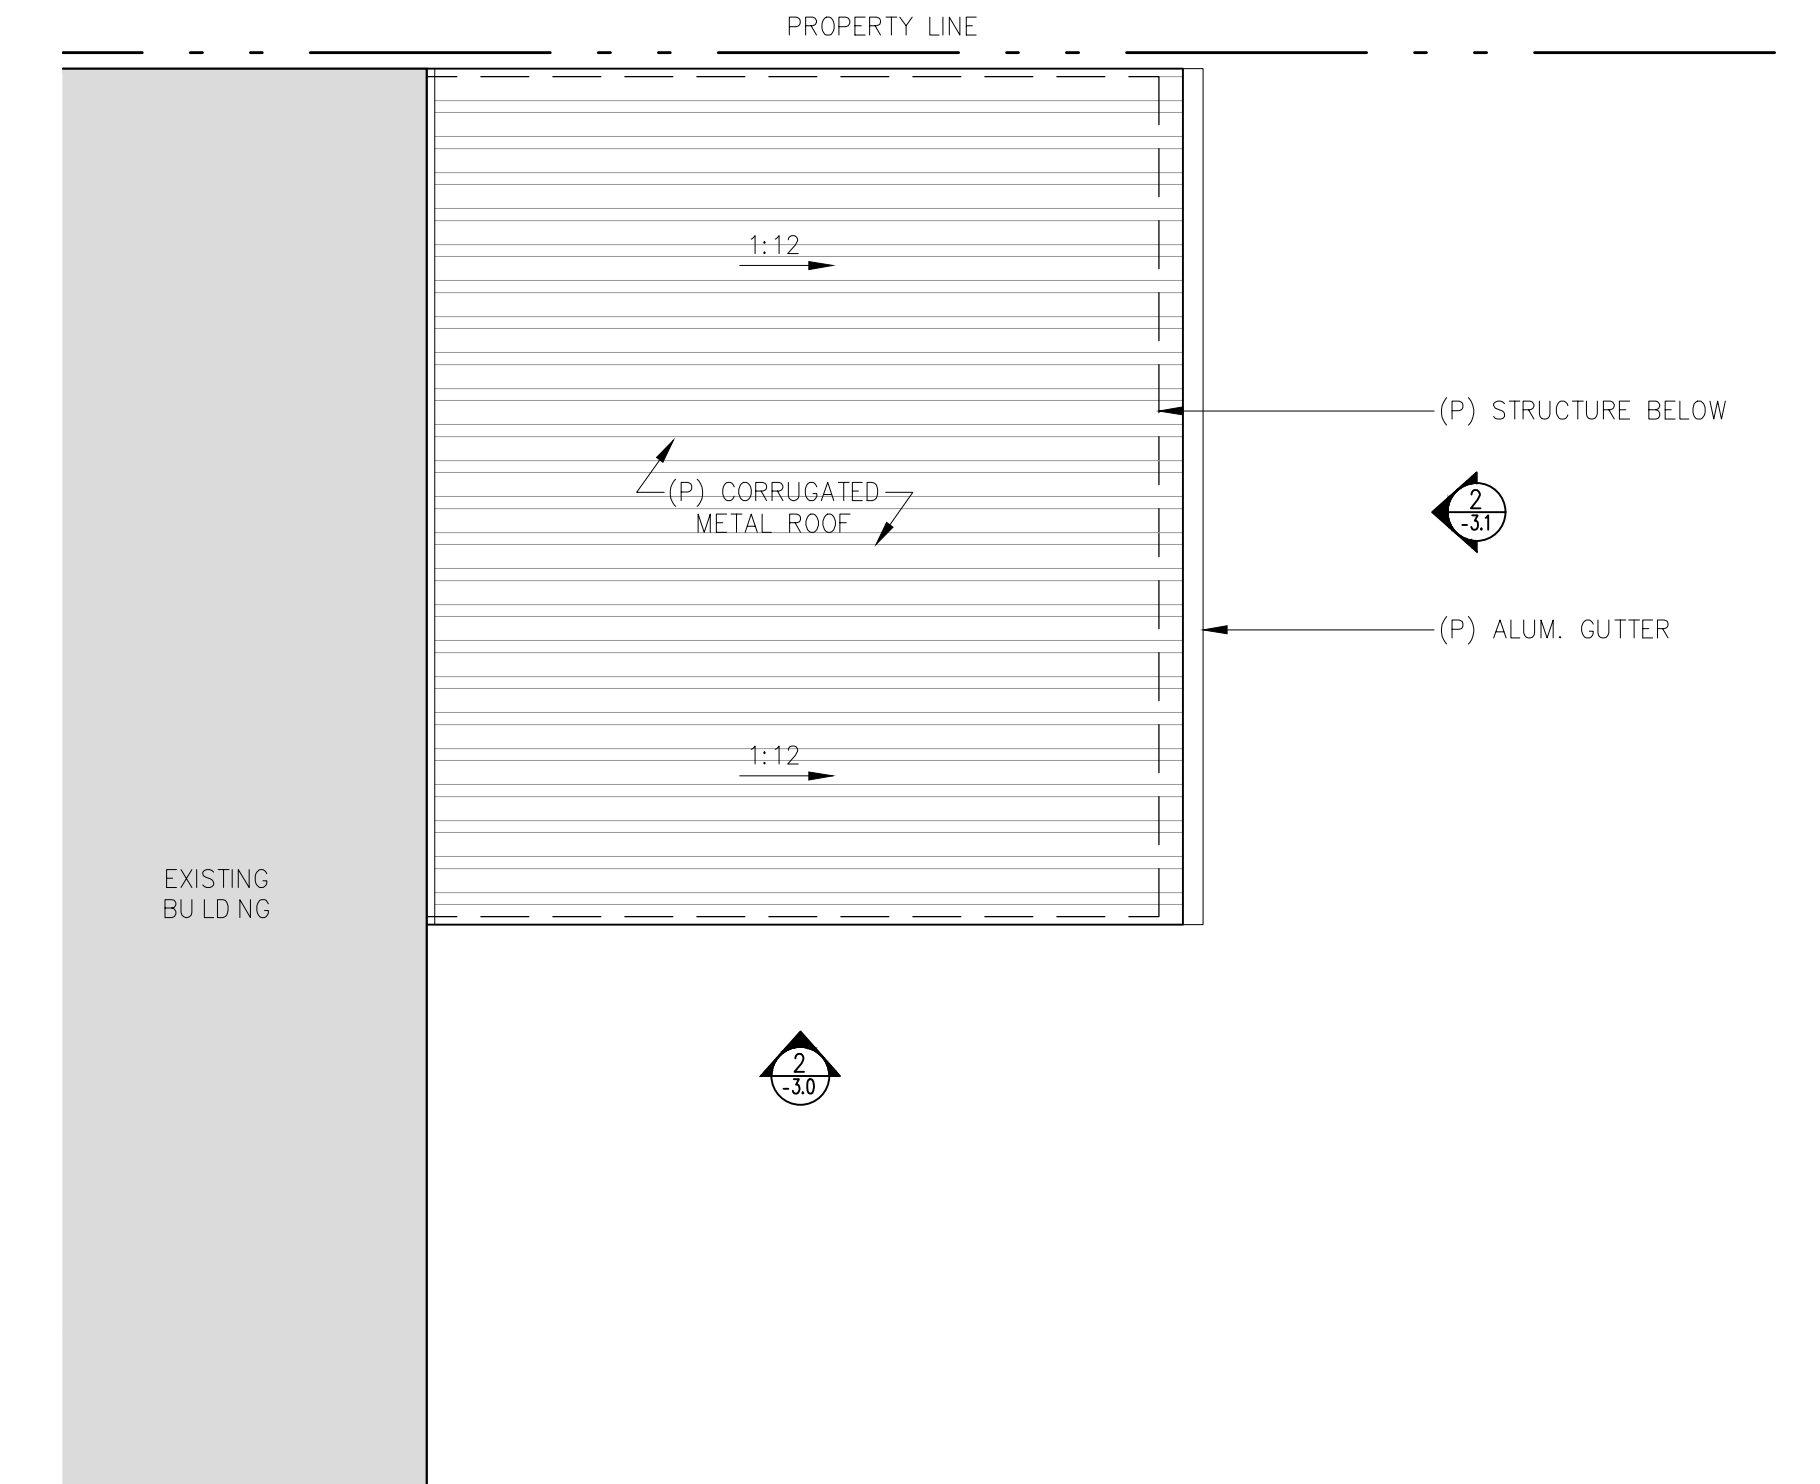 PROPERTY LINE
1:12
(P) STRUCTURE BELOW
(P) CORRUGATED
METAL ROOF
2
-3.1
(P) ALUM. GUTTER
1:12
EXISTING
BU LD NG
2
-3.0